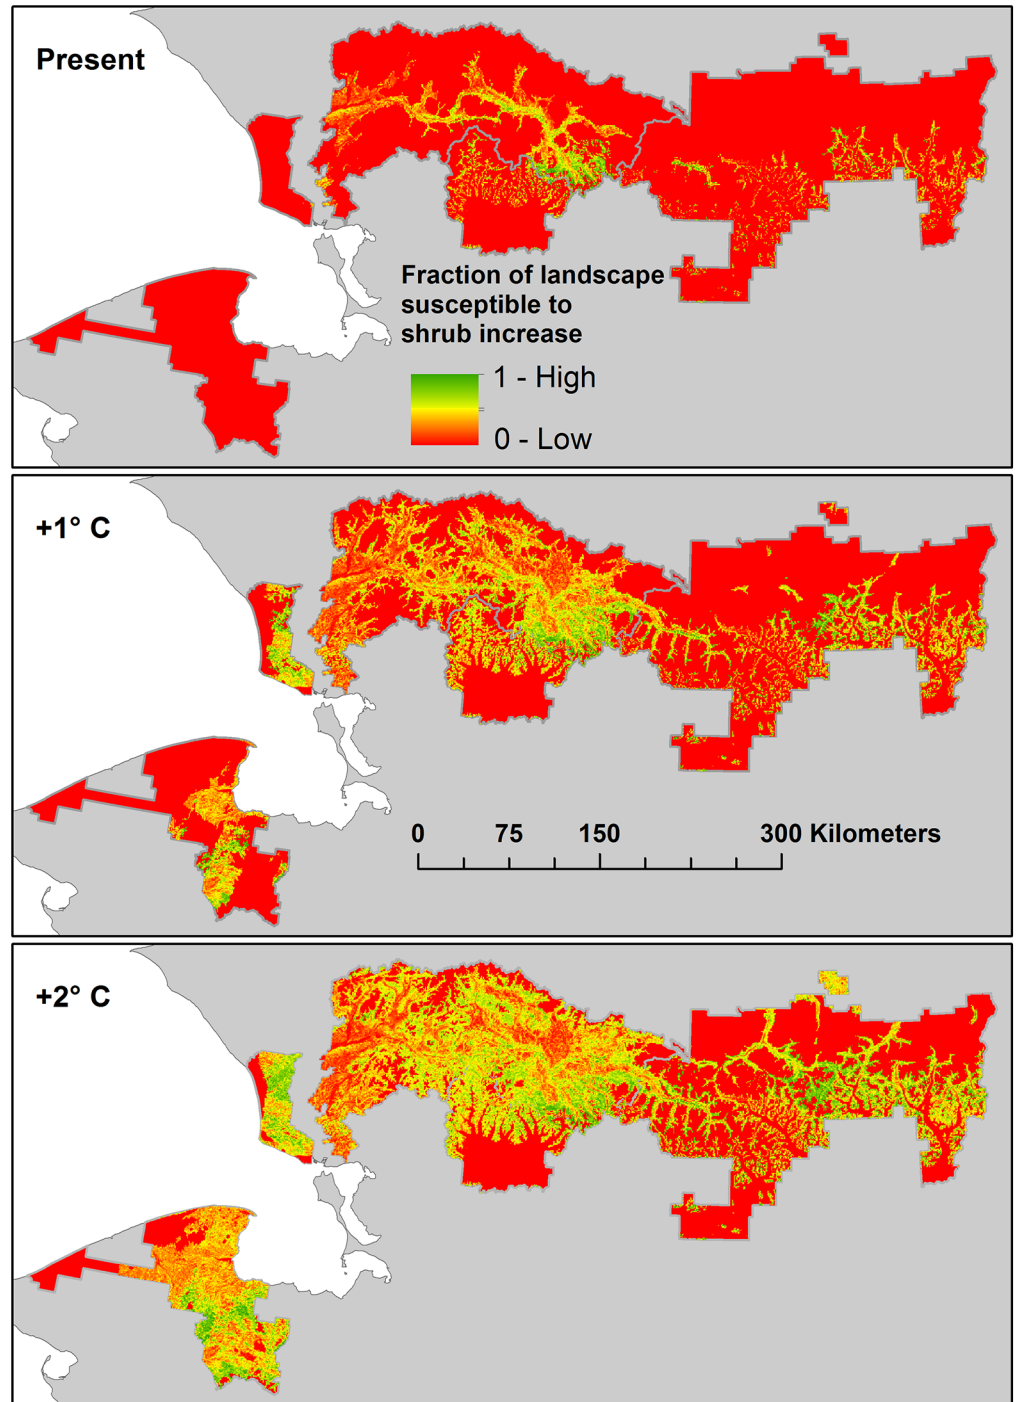 Present
Fraction of landscape
susceptible to
shrub increase
1 - High
0 - Low
+1° C
0 75 150 300 Kilometers
+2° C